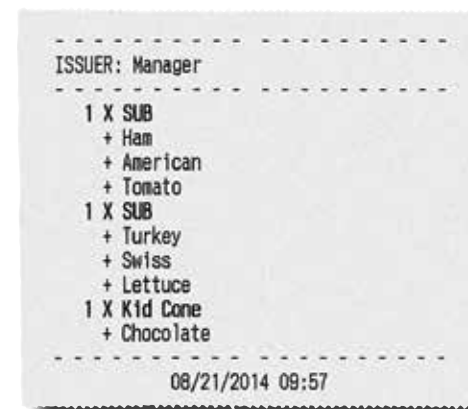 ISSUER: Manager
1 X SUB
+ Ham
+ American
+ Tomato
1 X SUB
+ Turkey
+ Swiss
+ Lettuce
1 X Kid Cone
+ Chocolate
08/21/2014 09:57